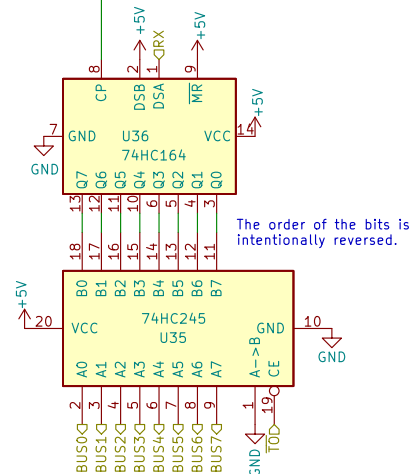 +5V RX +5V
8 2 1 9
CP DSB DSA MR
7 GND U36 VCC 14 +5V
74HC164
GND
Q7 Q6 Q5 Q4 Q3 Q2 Q1 Q0
13 12 11 10 6 5 4 3
The order of the bits is
intentionally reversed.
18 17 16 15 14 13 12 11
B0 B1 B2 B3 B4 B5 B6 B7
+5V
20 VCC 74HC245 GND 10
U35
GND
A0 A1 A2 A3 A4 A5 A6 A7 A->B CE
2 3 4 5 6 7 8 9 1 19
BUS0 BUS1 BUS2 BUS3 BUS4 BUS5 BUS6 BUS7 GND TO